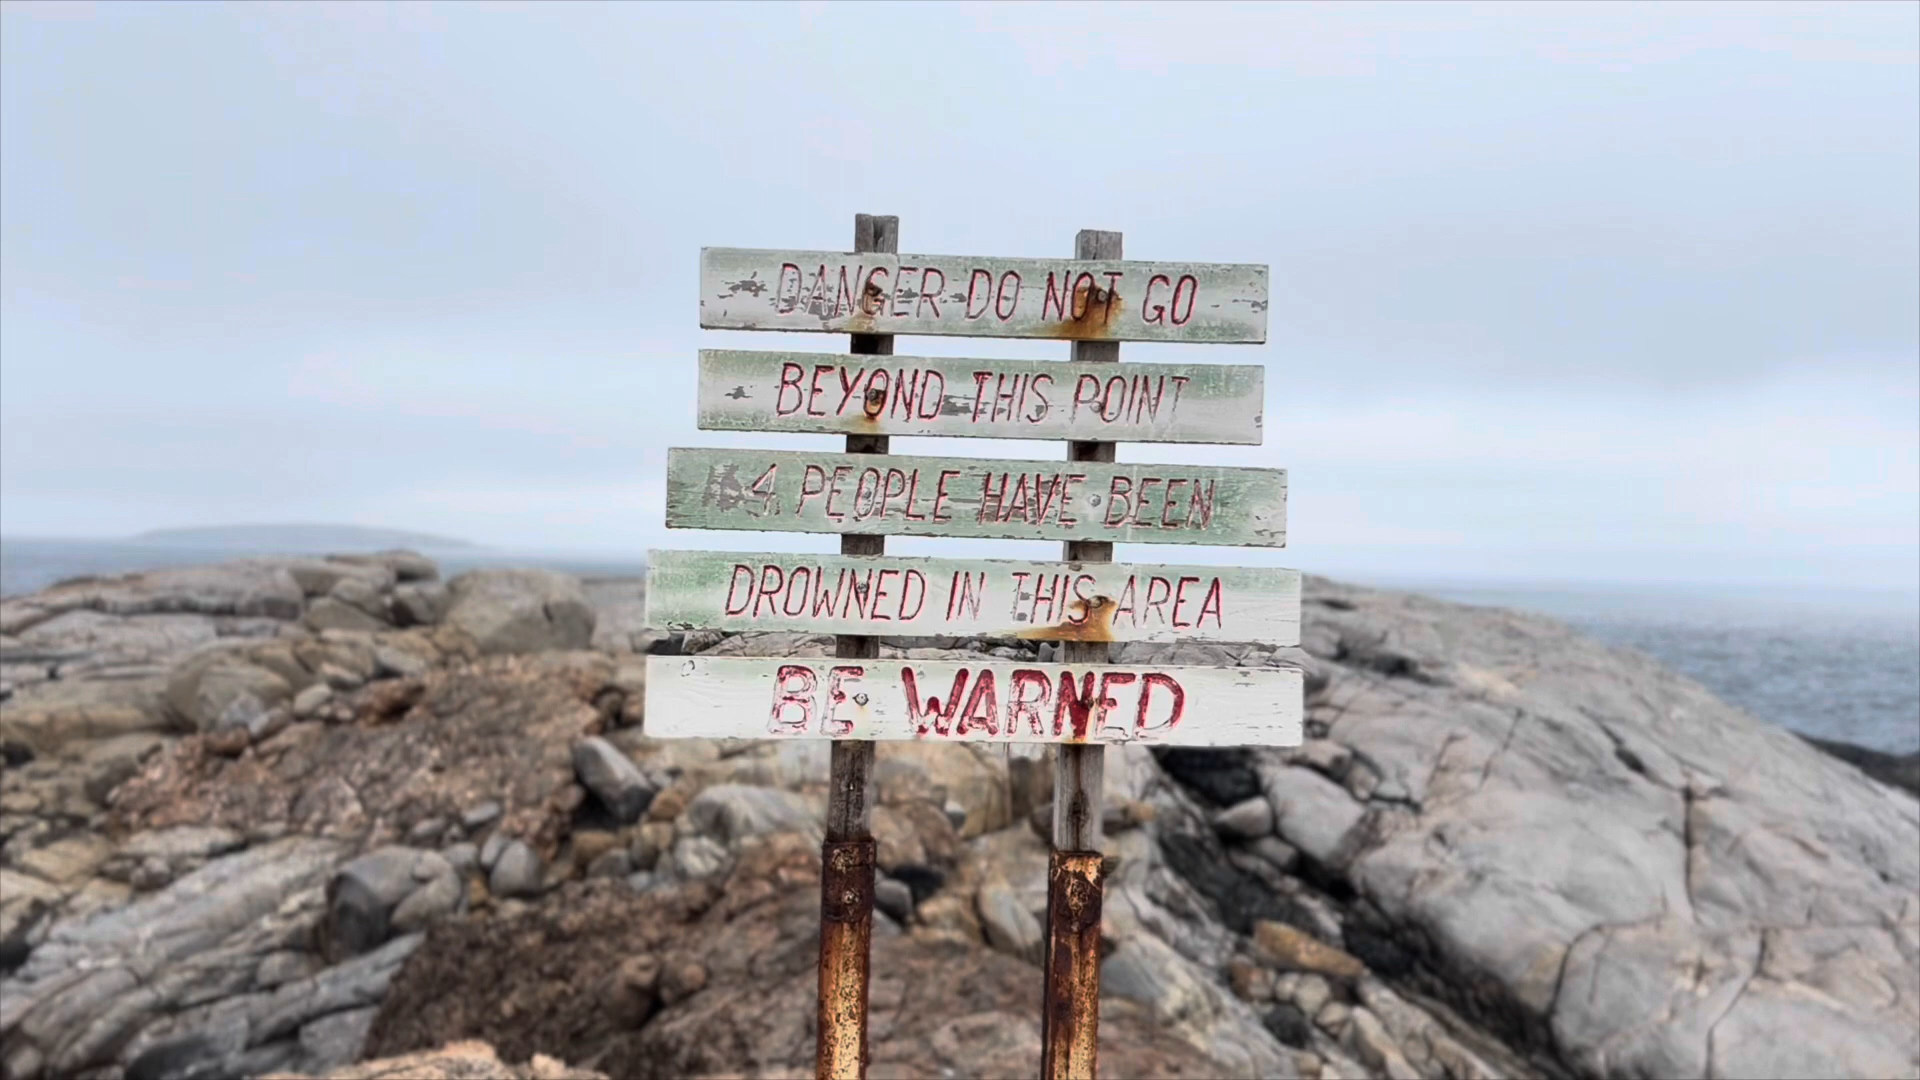 DANGER DO NOT GO
BEYOND THIS POINT
4 PEOPLE HAVE BEEN
DROWNED IN THIS AREA
BE WARNED